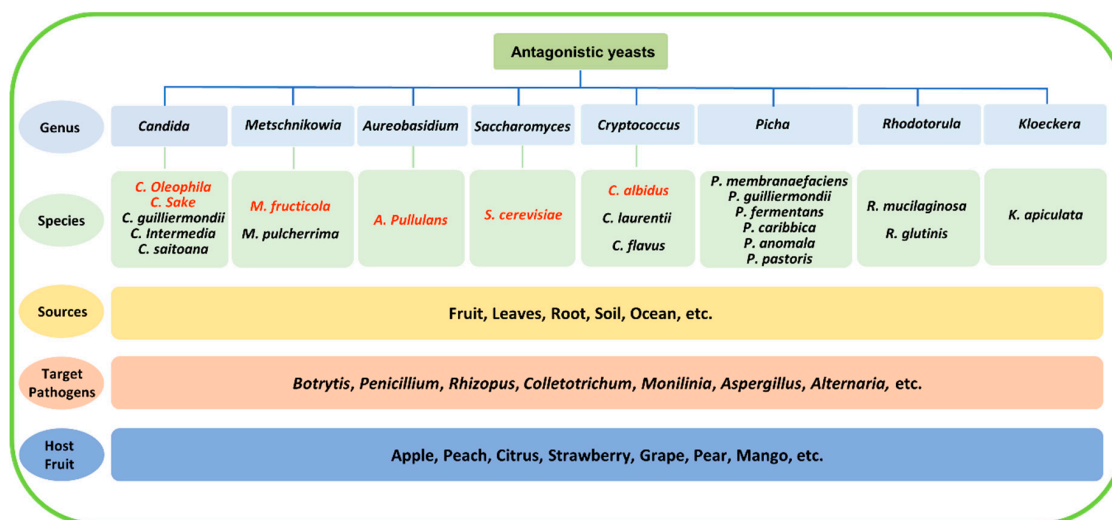 Antagonistic yeasts
Genus
Candida
Metschnikowia
Aureobasidium
Saccharomyces
Cryptococcus
Picha
Rhodotorula
Kloeckera
Species
C. Oleophila
C. Sake
C. guilliermondii
C. Intermedia
C. saitoana
M. fructicola
M. pulcherrima
A. Pullulans
S. cerevisiae
C. albidus
C. laurentii
C. flavus
P. membranaefaciens
P. guilliermondii
P. fermentans
P. caribbica
P. anomala
P. pastoris
R. mucilaginosa
R. glutinis
K. apiculata
Sources
Fruit, Leaves, Root, Soil, Ocean, etc.
Target
Pathogens
Botrytis, Penicillium, Rhizopus, Colletotrichum, Monilinia, Aspergillus, Alternaria, etc.
Host
Fruit
Apple, Peach, Citrus, Strawberry, Grape, Pear, Mango, etc.